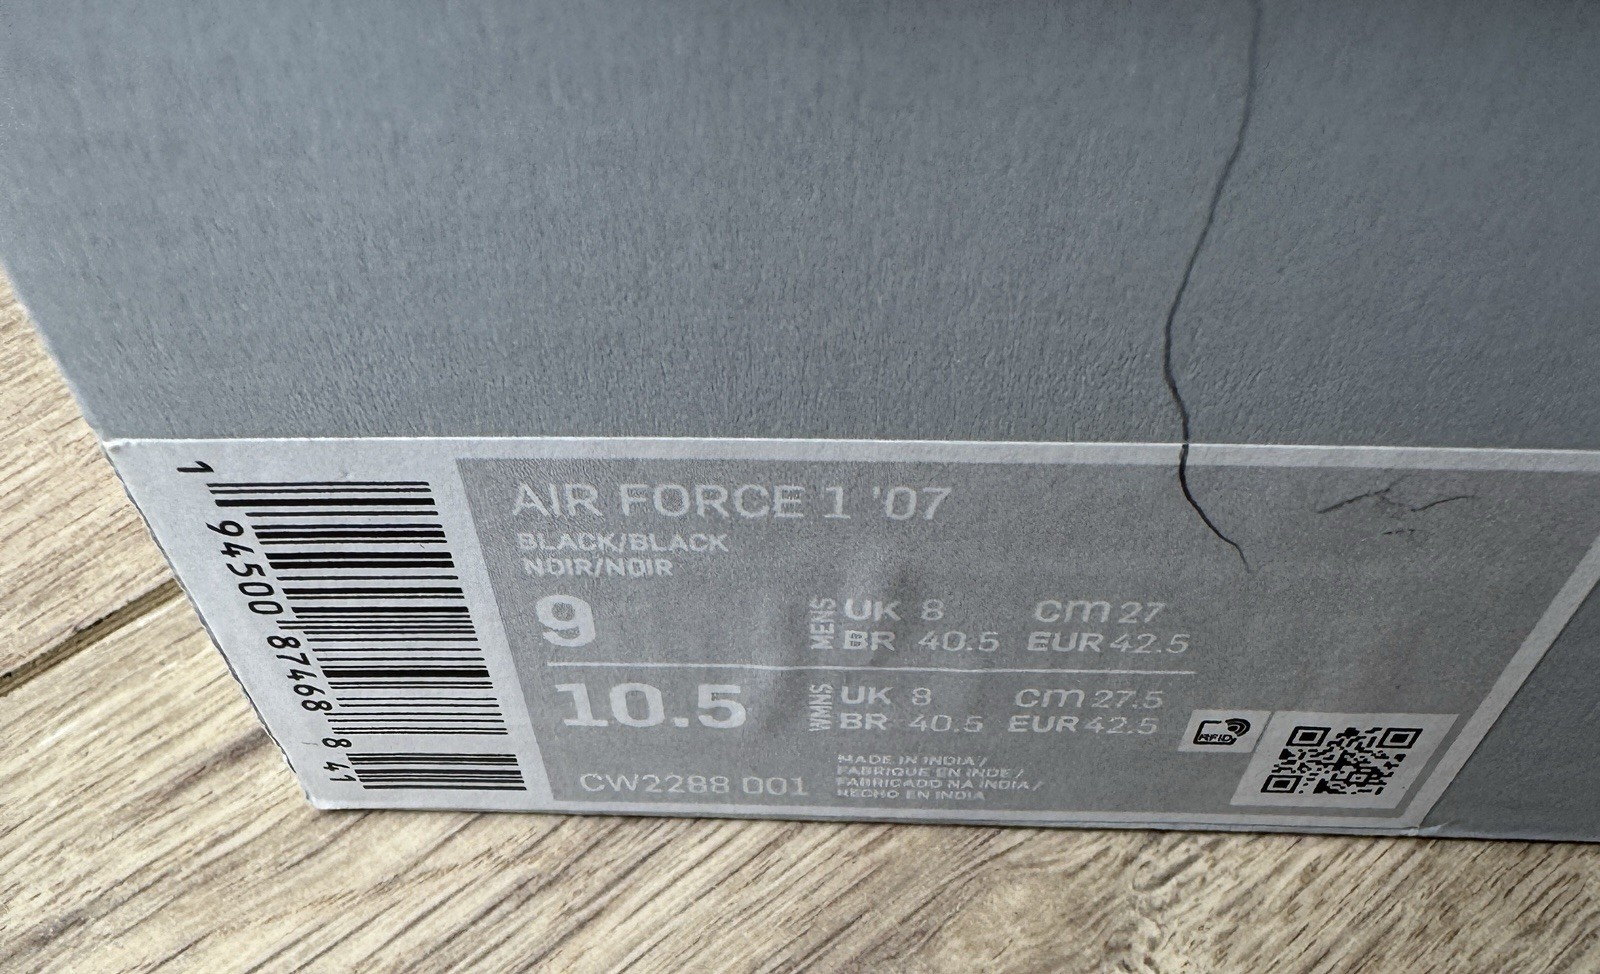 1 94500 87468 8 41
AIR FORCE 1 '07
BLACK/BLACK
NOIR/NOIR
9
MENS
UK 8 cm 27
BR 40.5 EUR 42.5
10.5
WMNS
UK 8 cm 27.5
BR 40.5 EUR 42.5
RFID
CW2288 001
MADE IN INDIA/
FABRIQUE EN INDE/
FABRICADO NA INDIA/
HECHO EN INDIA